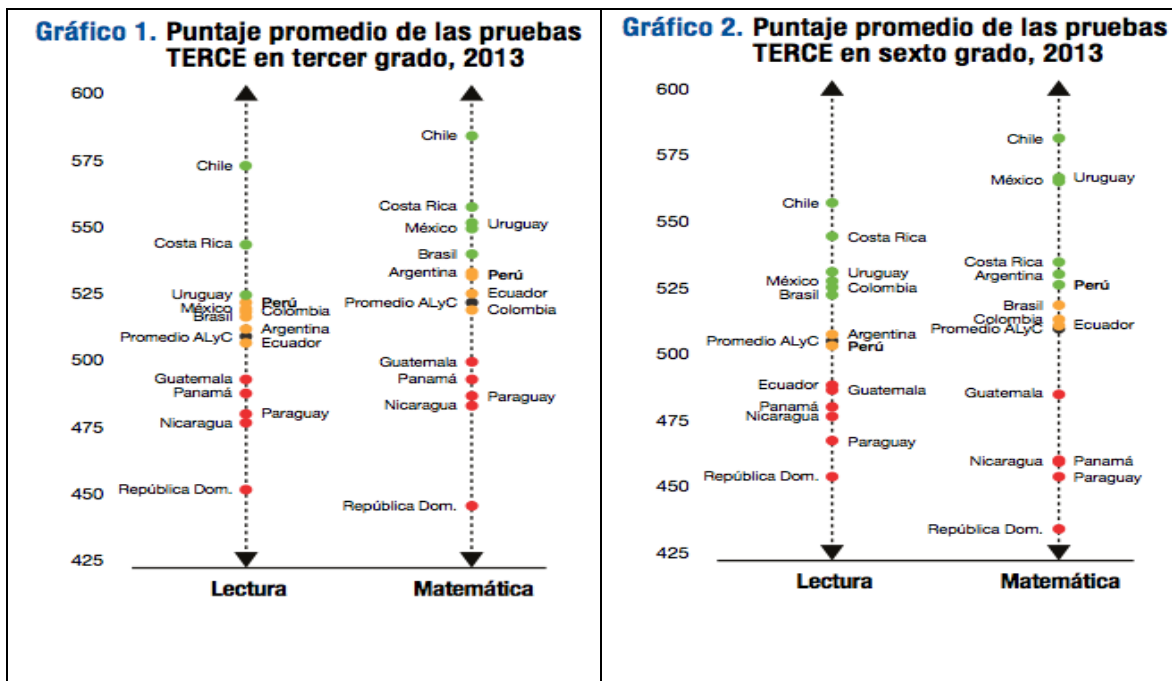 Gráfico 1. Puntaje promedio de las pruebas
TERCE en tercer grado, 2013
600
575
550
525
500
475
450
425
Chile
Costa Rica
Uruguay
Perú
México
Colombia
Brasil
Argentina
Promedio ALyC
Ecuador
Guatemala
Panamá
Paraguay
Nicaragua
República Dom.
Lectura
Chile
Costa Rica
Uruguay
México
Brasil
Argentina
Perú
Ecuador
Promedio ALyC
Colombia
Guatemala
Panamá
Paraguay
Nicaragua
República Dom.
Matemática
Gráfico 2. Puntaje promedio de las pruebas
TERCE en sexto grado, 2013
600
575
550
525
500
475
450
425
Chile
Costa Rica
Uruguay
México
Colombia
Brasil
Argentina
Promedio ALyC
Perú
Ecuador
Guatemala
Panamá
Nicaragua
Paraguay
República Dom.
Lectura
Chile
Uruguay
México
Costa Rica
Argentina
Perú
Brasil
Colombia
Ecuador
Promedio ALyC
Guatemala
Nicaragua
Panamá
Paraguay
República Dom.
Matemática